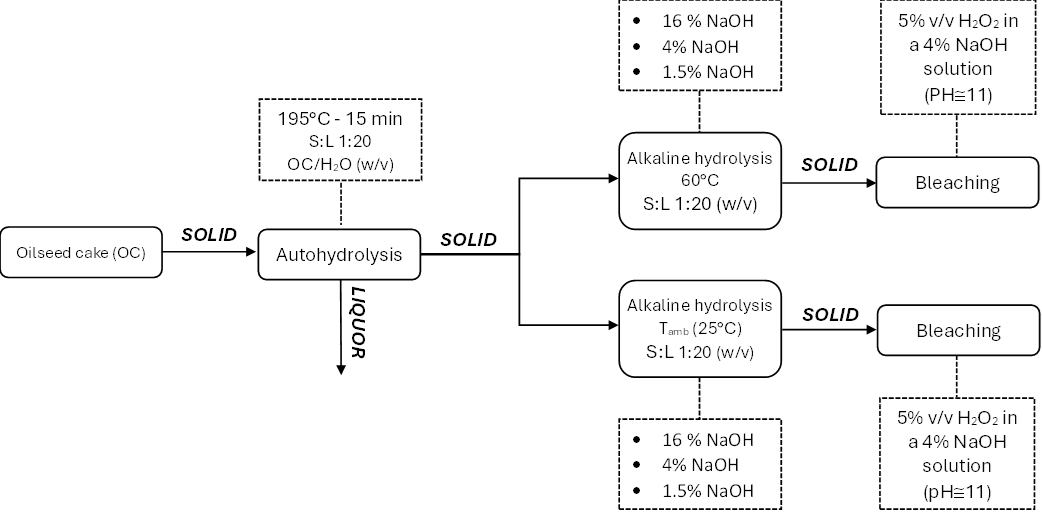 Oilseed cake (OC)
SOLID
195°C - 15 min
S:L 1:20
OC/H₂O (w/v)
Autohydrolysis
LIQUOR
SOLID
• 16 % NaOH
• 4% NaOH
• 1.5% NaOH
Alkaline hydrolysis
60°C
S:L 1:20 (w/v)
SOLID
5% v/v H₂O₂ in
a 4% NaOH
solution
(PH≅11)
Bleaching
Alkaline hydrolysis
Tₐₘb (25°C)
S:L 1:20 (w/v)
• 16 % NaOH
• 4% NaOH
• 1.5% NaOH
SOLID
Bleaching
5% v/v H₂O₂ in
a 4% NaOH
solution
(pH≅11)